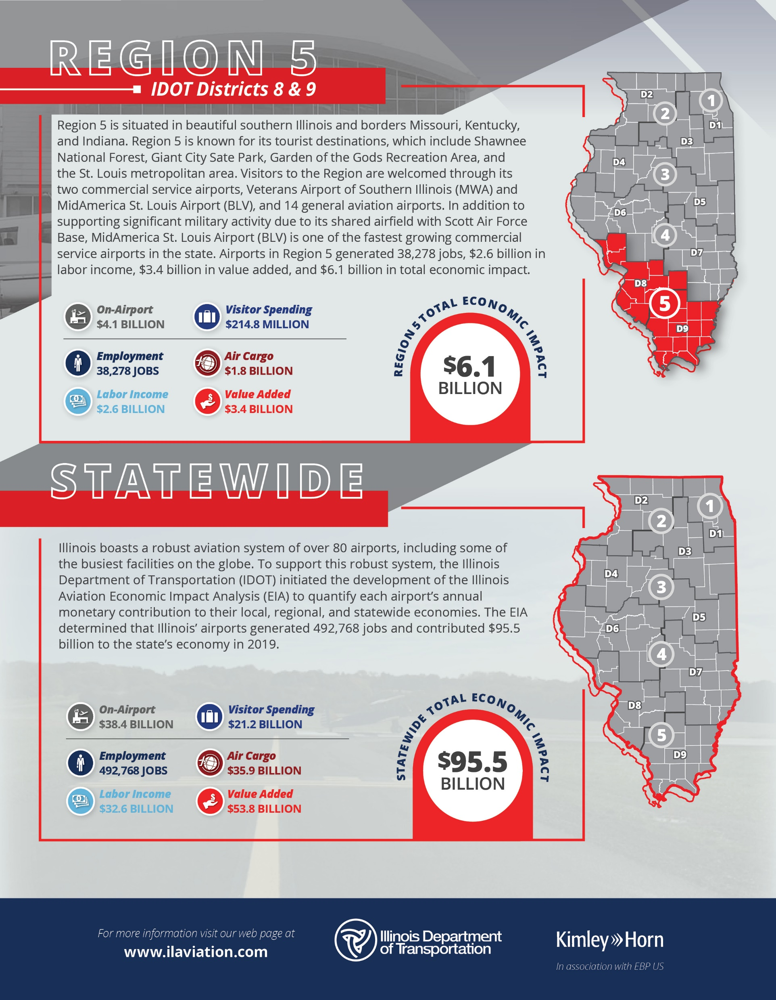 REGION 5
IDOT Districts 8 & 9
Region 5 is situated in beautiful southern Illinois and borders Missouri, Kentucky,
and Indiana. Region 5 is known for its tourist destinations, which include Shawnee
National Forest, Giant City Sate Park, Garden of the Gods Recreation Area, and
the St. Louis metropolitan area. Visitors to the Region are welcomed through its
two commercial service airports, Veterans Airport of Southern Illinois (MWA) and
MidAmerica St. Louis Airport (BLV), and 14 general aviation airports. In addition to
supporting significant military activity due to its shared airfield with Scott Air Force
Base, MidAmerica St. Louis Airport (BLV) is one of the fastest growing commercial
service airports in the state. Airports in Region 5 generated 38,278 jobs, $2.6 billion in
labor income, $3.4 billion in value added, and $6.1 billion in total economic impact.
On-Airport
$4.1 BILLION
Visitor Spending
$214.8 MILLION
Employment
38,278 JOBS
Air Cargo
$1.8 BILLION
Labor Income
$2.6 BILLION
Value Added
$3.4 BILLION
REGION 5 TOTAL ECONOMIC IMPACT
$6.1
BILLION
D2
1
2
D1
D3
D4
3
D5
D6
4
D7
D8
5
D9
STATEWIDE
Illinois boasts a robust aviation system of over 80 airports, including some of
the busiest facilities on the globe. To support this robust system, the Illinois
Department of Transportation (IDOT) initiated the development of the Illinois
Aviation Economic Impact Analysis (EIA) to quantify each airport’s annual
monetary contribution to their local, regional, and statewide economies. The EIA
determined that Illinois’ airports generated 492,768 jobs and contributed $95.5
billion to the state’s economy in 2019.
On-Airport
$38.4 BILLION
Visitor Spending
$21.2 BILLION
Employment
492,768 JOBS
Air Cargo
$35.9 BILLION
Labor Income
$32.6 BILLION
Value Added
$53.8 BILLION
STATEWIDE TOTAL ECONOMIC IMPACT
$95.5
BILLION
D2
1
2
D1
D3
D4
3
D5
D6
4
D7
D8
5
D9
For more information visit our web page at
www.ilaviation.com
Illinois Department
of Transportation
Kimley»Horn
In association with EBP US